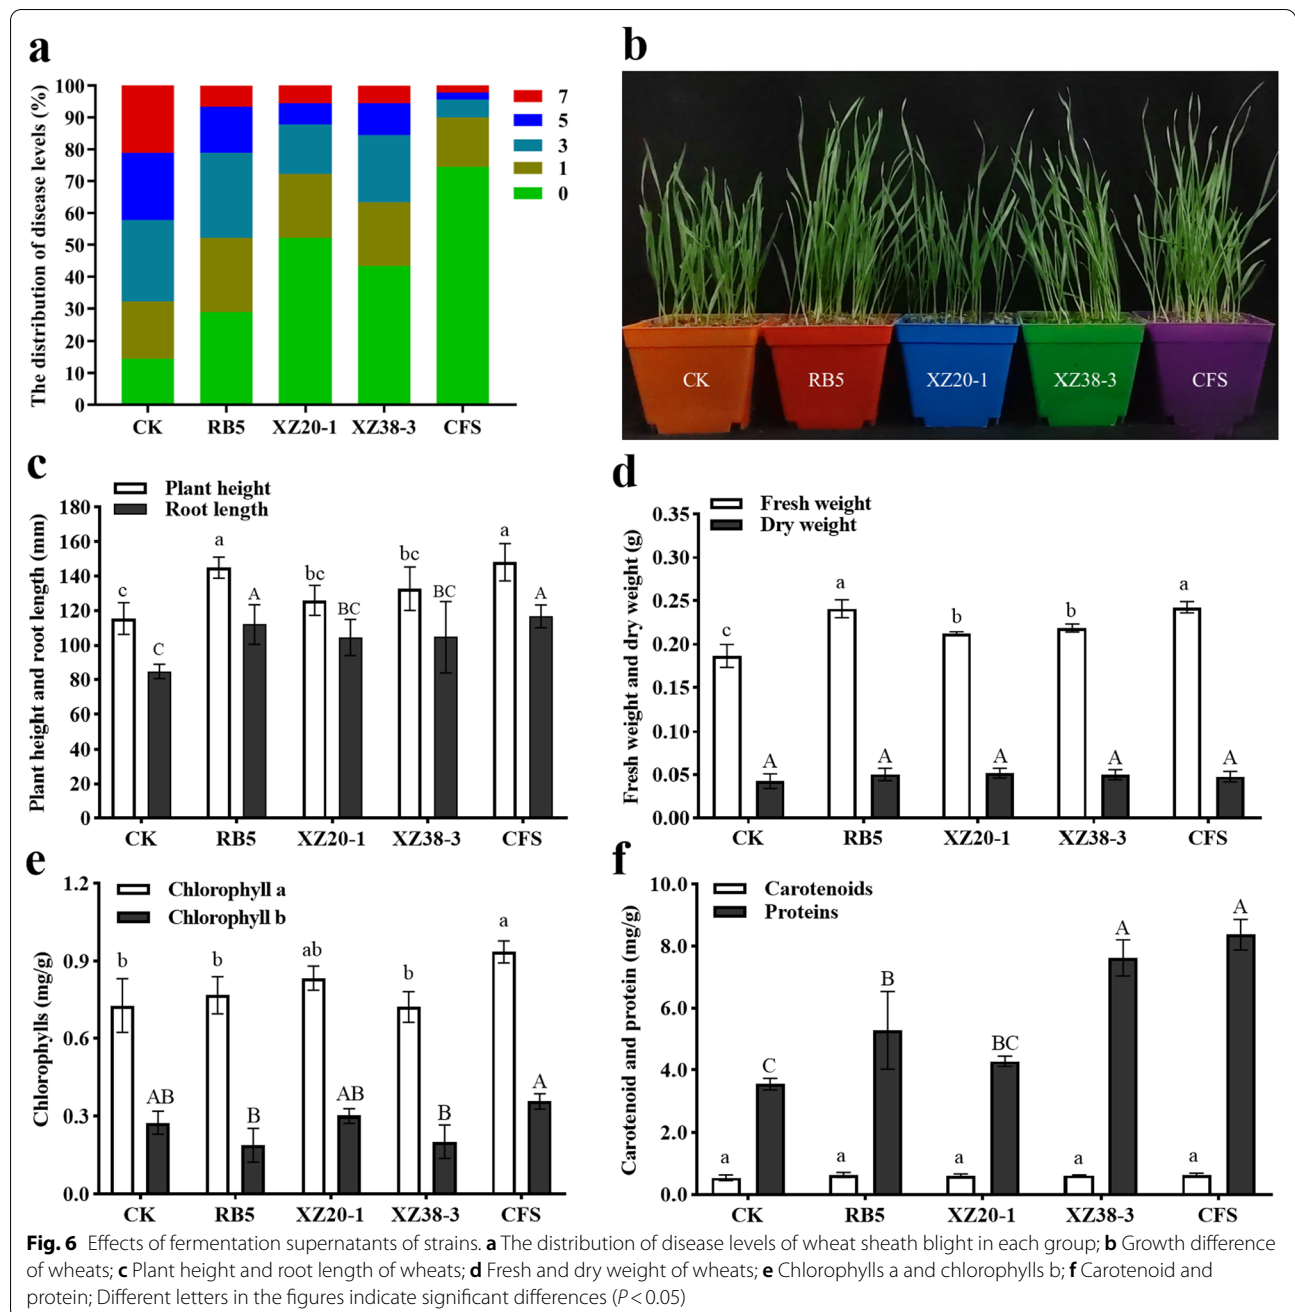 a
The distribution of disease levels (%)
100
90
80
70
60
50
40
30
20
10
0
CK RB5 XZ20-1 XZ38-3 CFS
7
5
3
1
0
b
CK RB5 XZ20-1 XZ38-3 CFS
c
Plant height
Root length
Plant height and root length (mm)
180
160
140
120
100
80
60
40
20
0
c C a A bc BC bc BC a A
CK RB5 XZ20-1 XZ38-3 CFS
d
Fresh weight
Dry weight
Fresh weight and dry weight (g)
0.35
0.30
0.25
0.20
0.15
0.10
0.05
0.00
c A a A b A b A a A
CK RB5 XZ20-1 XZ38-3 CFS
e
Chlorophyll a
Chlorophyll b
Chlorophylls (mg/g)
1.2
0.9
0.6
0.3
0.0
b AB b B ab AB b B a A
CK RB5 XZ20-1 XZ38-3 CFS
f
Carotenoids
Proteins
Carotenoid and protein (mg/g)
10.0
8.0
6.0
4.0
2.0
0.0
a C a B a BC a A a A
CK RB5 XZ20-1 XZ38-3 CFS
Fig. 6 Effects of fermentation supernatants of strains. a The distribution of disease levels of wheat sheath blight in each group; b Growth difference
of wheats; c Plant height and root length of wheats; d Fresh and dry weight of wheats; e Chlorophylls a and chlorophylls b; f Carotenoid and
protein; Different letters in the figures indicate significant differences (P < 0.05)